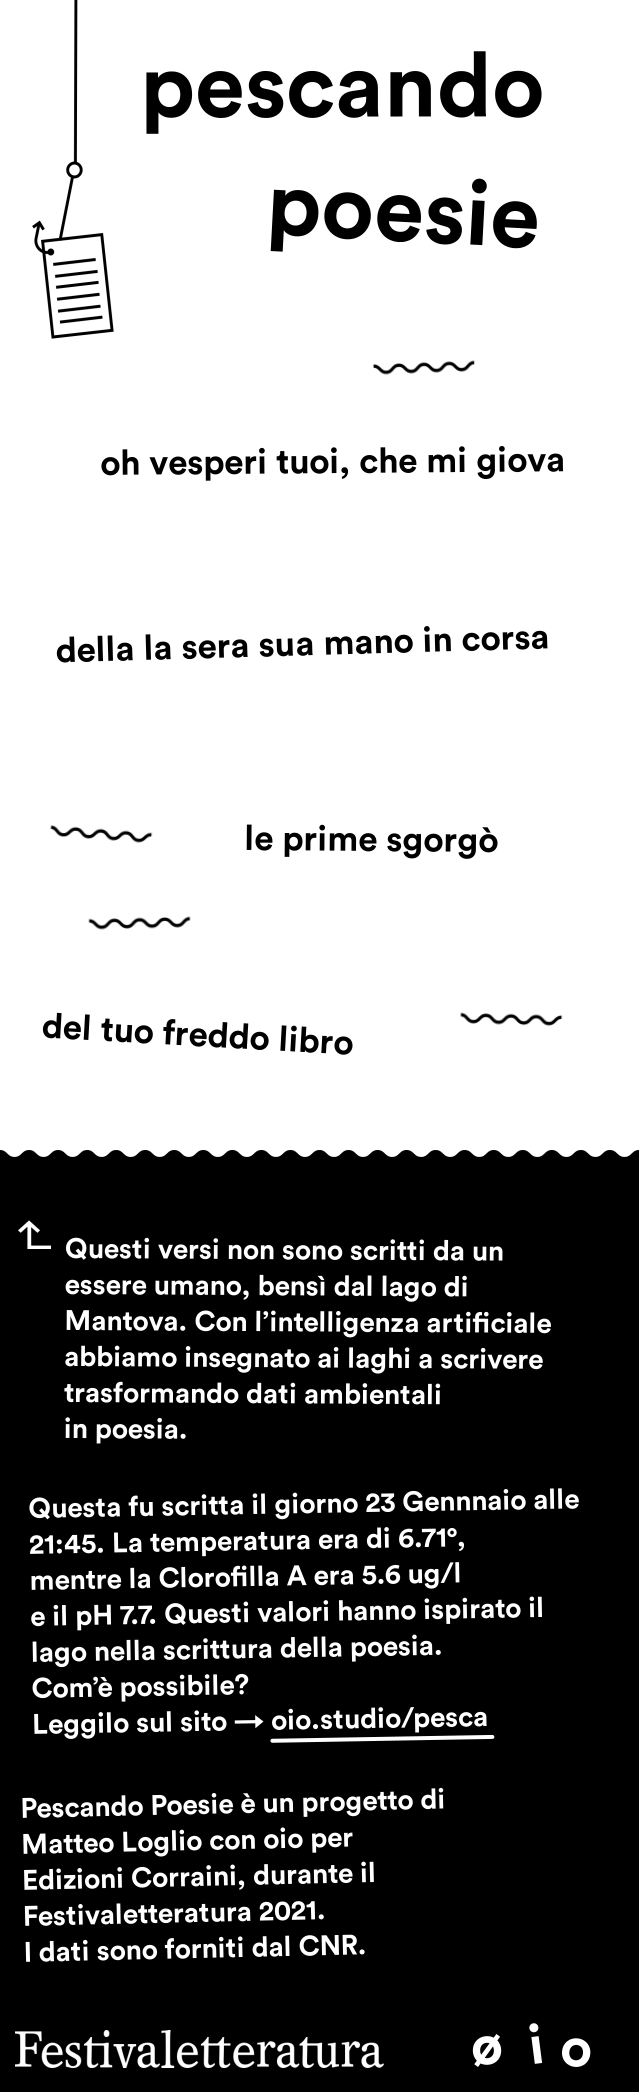 pescando
poesie
oh vesperi tuoi, che mi giova
della la sera sua mano in corsa
le prime sgorgò
del tuo freddo libro
Questi versi non sono scritti da un
essere umano, bensì dal lago di
Mantova. Con l’intelligenza artificiale
abbiamo insegnato ai laghi a scrivere
trasformando dati ambientali
in poesia.
Questa fu scritta il giorno 23 Gennnaio alle
21:45. La temperatura era di 6.71°,
mentre la Clorofilla A era 5.6 ug/l
e il pH 7.7. Questi valori hanno ispirato il
lago nella scrittura della poesia.
Com’è possibile?
Leggilo sul sito → oio.studio/pesca
Pescando Poesie è un progetto di
Matteo Loglio con oio per
Edizioni Corraini, durante il
Festivaletteratura 2021.
I dati sono forniti dal CNR.
Festivaletteratura
ø i o